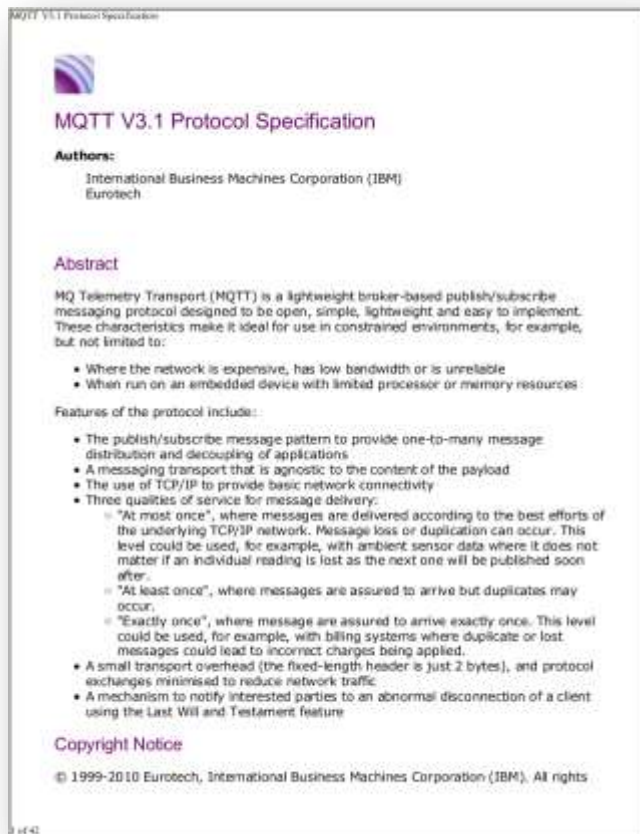 MQTT V3.1 Protocol Specification
MQTT V3.1 Protocol Specification
Authors:
International Business Machines Corporation (IBM)
Eurotech
Abstract
MQ Telemetry Transport (MQTT) is a lightweight broker-based publish/subscribe
messaging protocol designed to be open, simple, lightweight and easy to implement.
These characteristics make it ideal for use in constrained environments, for example,
but not limited to:
• Where the network is expensive, has low bandwidth or is unreliable
• When run on an embedded device with limited processor or memory resources
Features of the protocol include:
• The publish/subscribe message pattern to provide one-to-many message
distribution and decoupling of applications
• A messaging transport that is agnostic to the content of the payload
• The use of TCP/IP to provide basic network connectivity
• Three qualities of service for message delivery:
○ "At most once", where messages are delivered according to the best efforts of
the underlying TCP/IP network. Message loss or duplication can occur. This
level could be used, for example, with ambient sensor data where it does not
matter if an individual reading is lost as the next one will be published soon
after.
○ "At least once", where messages are assured to arrive but duplicates may
occur.
○ "Exactly once", where message are assured to arrive exactly once. This level
could be used, for example, with billing systems where duplicate or lost
messages could lead to incorrect charges being applied.
• A small transport overhead (the fixed-length header is just 2 bytes), and protocol
exchanges minimised to reduce network traffic
• A mechanism to notify interested parties to an abnormal disconnection of a client
using the Last Will and Testament feature
Copyright Notice
© 1999-2010 Eurotech, International Business Machines Corporation (IBM). All rights
1 of 42